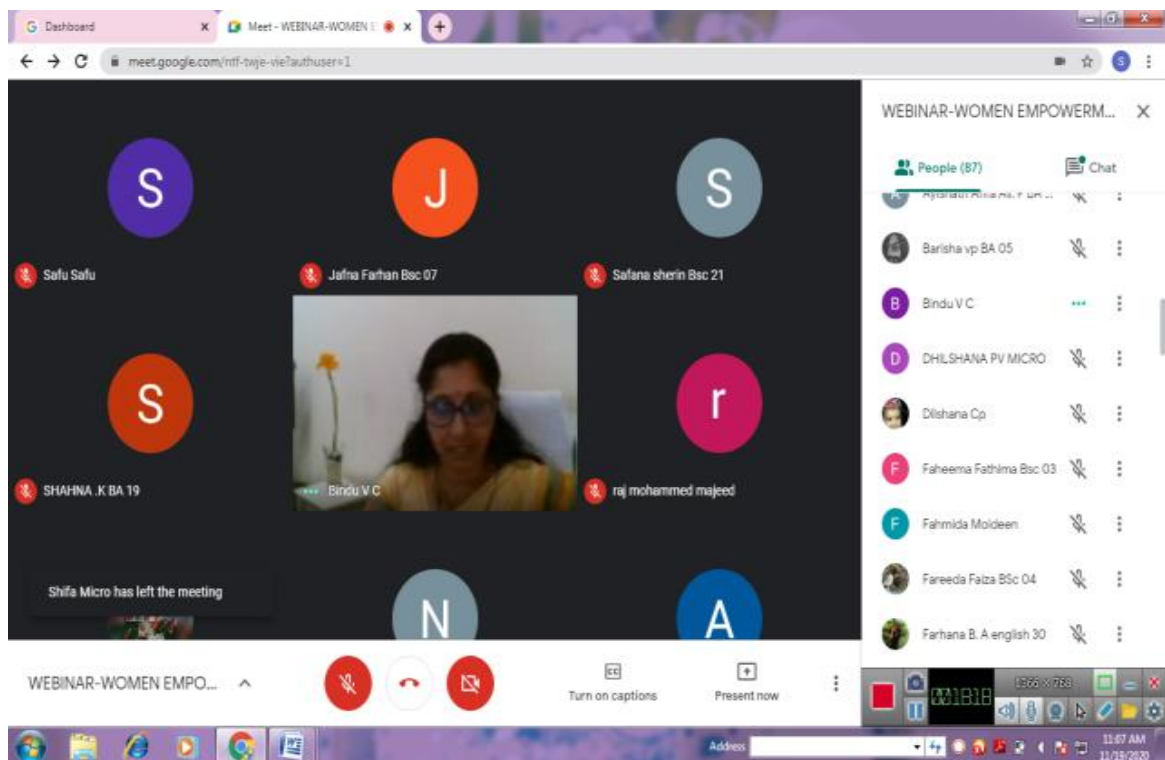 G Dashboard
Meet - WEBINAR-WOMEN E
meet.google.com/ntf-twje-vie?authuser=1
S
WEBINAR-WOMEN EMPOWERM...
People (87)
Chat
S
J
S
Safu Safu
Jafna Farhan Bsc 07
Safana sherin Bsc 21
Barisha vp BA 05
B
Bindu V C
D
DHILSHANA PV MICRO
Dilshana Cp
F
Faheema Fathima Bsc 03
F
Fahmida Moideen
Fareeda Faiza BSc 04
Farhana B. A english 30
S
r
SHAHNA .K BA 19
Bindu V C
raj mohammed majeed
Shifa Micro has left the meeting
N
A
WEBINAR-WOMEN EMPO...
CC
Turn on captions
Present now
1366 × 768
Address
11:07 AM
11/19/2020